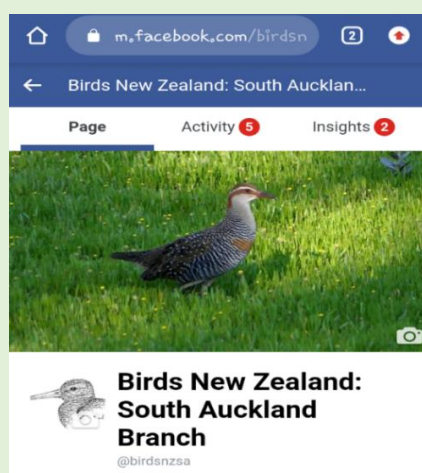 m.facebook.com/birdsn 2
Birds New Zealand: South Aucklan...
Page Activity 5 Insights 2
Birds New Zealand:
South Auckland
Branch
@birdsnzsa